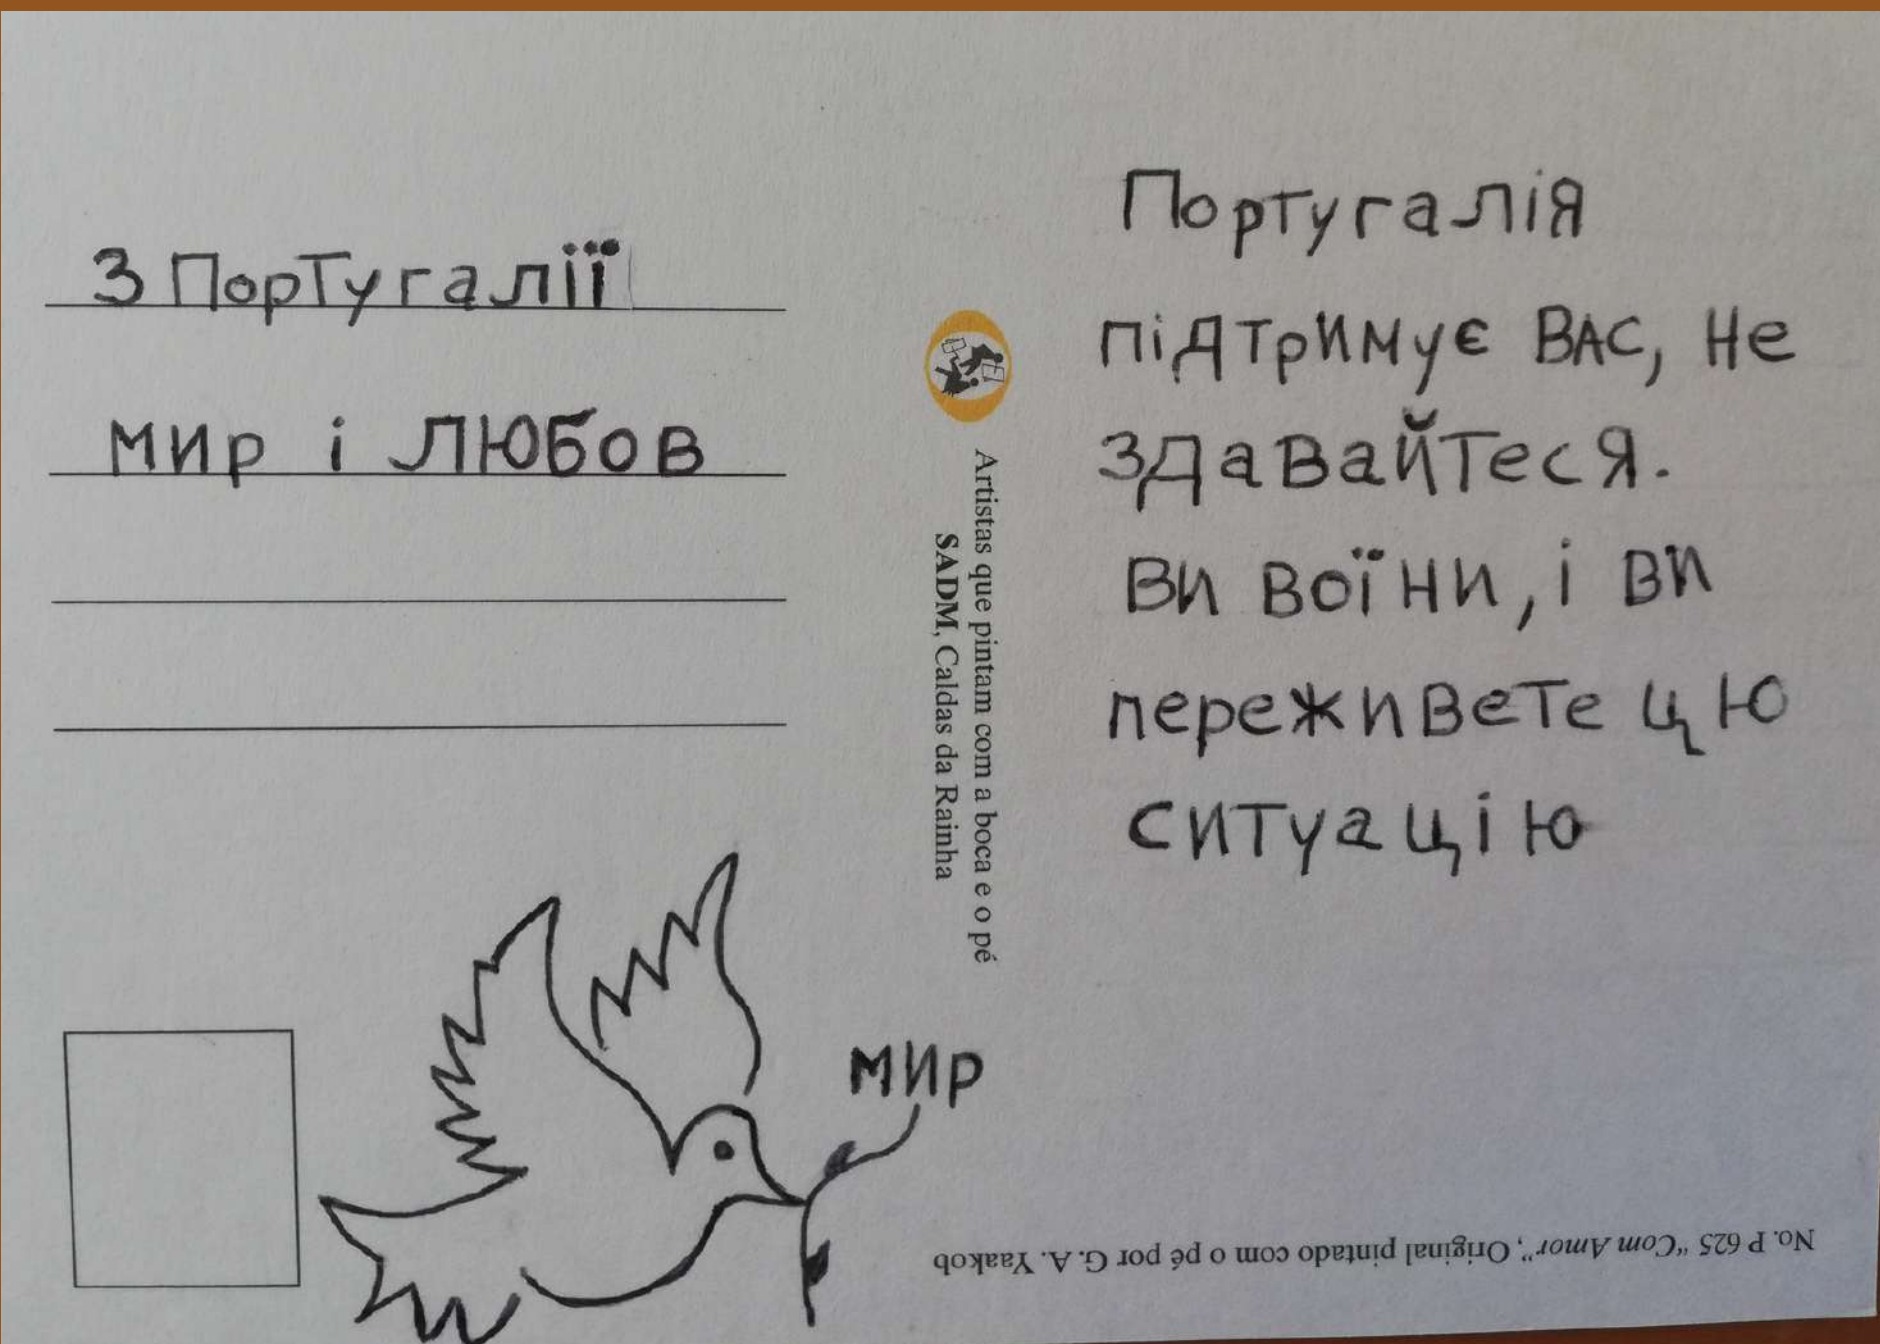 З Португалії
мир і любов
Португалія
підтримує ВАС, не
здавайтеся.
Ви воїни, і ви
переживете цю
ситуацію
мир
Artistas que pintam com a boca e o pé
SADM, Caldas da Rainha
No. P 625 "Com Amor", Original pintado com o pé por G. A. Yaakob